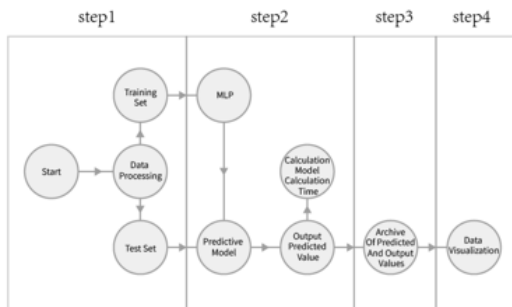 step1
step2
step3
step4
Training
Set
MLP
Start
Data
Processing
Calculation
Model
Calculation
Time
Test Set
Predictive
Model
Output
Predicted
Value
Archive
Of Predicted
And Output
Values
Data
Visualization